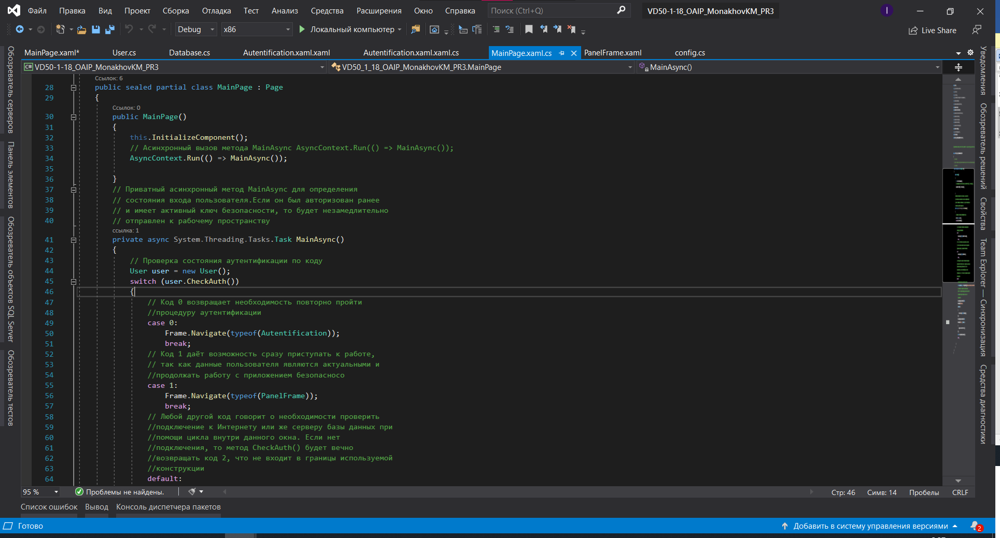 Файл Правка Вид Проект Сборка Отладка Тест Анализ Средства Расширения Окно Справка Поиск (Ctrl+Q) VD50-1-18_OAIP_MonakhovKM_PR3 I
Debug x86 Локальный компьютер Live Share
MainPage.xaml* User.cs Database.cs Autentification.xaml.xaml Autentification.xaml.xaml.cs MainPage.xaml.cs PanelFrame.xaml config.cs
C# VD50-1-18_OAIP_MonakhovKM_PR3 VD50_1_18_OAIP_MonakhovKM_PR3.MainPage MainAsync()
Обозреватель серверов
Панель элементов
Обозреватель объектов SQL Server
Обозреватель тестов
Ссылок: 6
28 public sealed partial class MainPage : Page
29 {
Ссылок: 0
30 public MainPage()
31 {
32 this.InitializeComponent();
33 // Асинхронный вызов метода MainAsync AsyncContext.Run(() => MainAsync());
34 AsyncContext.Run(() => MainAsync());
35
36 }
37 // Приватный асинхронный метод MainAsync для определения
38 // состояния входа пользователя.Если он был авторизован ранее
39 // и имеет активный ключ безопасности, то будет незамедлительно
40 // отправлен к рабочему пространству
ссылка: 1
41 private async System.Threading.Tasks.Task MainAsync()
42 {
43 // Проверка состояния аутентификации по коду
44 User user = new User();
45 switch (user.CheckAuth())
46 {
47 // Код 0 возвращает необходимость повторно пройти
48 //процедуру аутентификации
49 case 0:
50 Frame.Navigate(typeof(Autentification));
51 break;
52 // Код 1 даёт возможность сразу приступать к работе,
53 // так как данные пользователя являются актуальными и
54 //продолжать работу с приложением безопасносо
55 case 1:
56 Frame.Navigate(typeof(PanelFrame));
57 break;
58 // Любой другой код говорит о необходимости проверить
59 //подключение к Интернету или же серверу базы данных при
60 //помощи цикла внутри данного окна. Если нет
61 //подключения, то метод CheckAuth() будет вечно
62 //возвращать код 2, что не входит в границы используемой
63 //конструкции
64 default:
Уведомления
Обозреватель решений
Свойства
Team Explorer — Синхронизация
Средства диагностики
95 % Проблемы не найдены. Стр: 46 Симв: 14 Пробелы CRLF
Список ошибок Вывод Консоль диспетчера пакетов
Готово Добавить в систему управления версиями 2